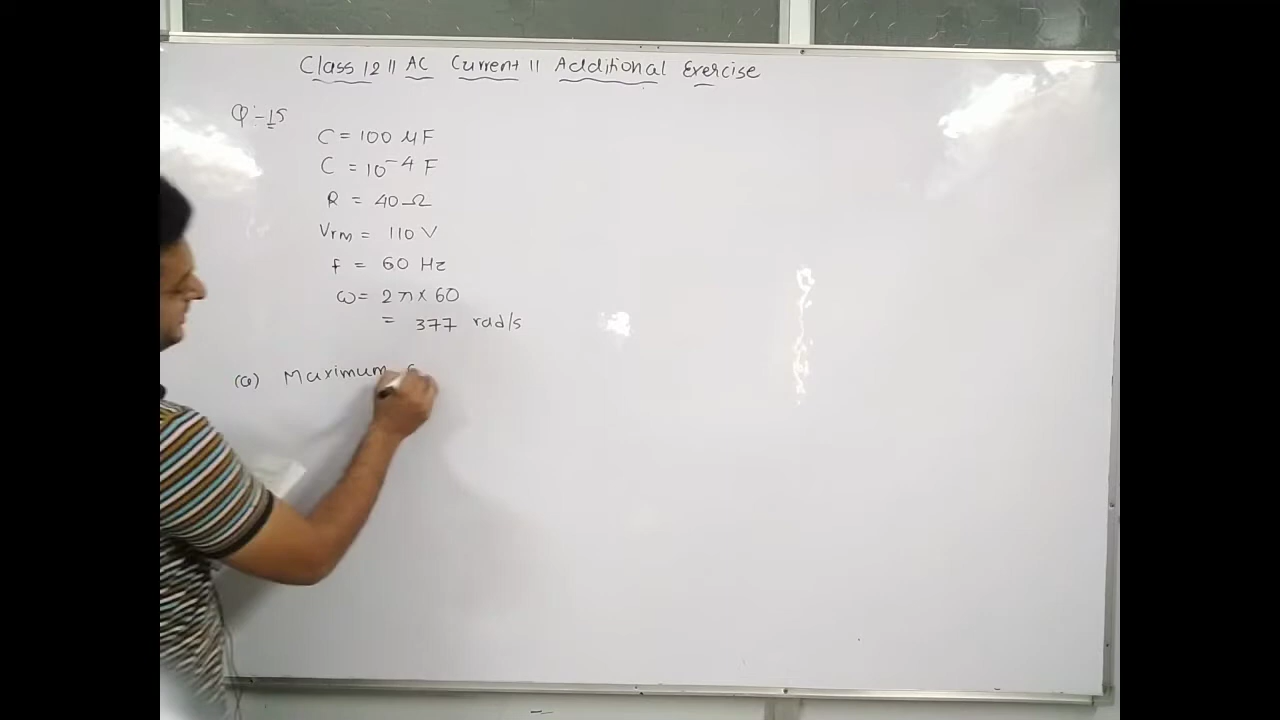 Class 12 || AC Current || Additional Exercise
Q:-15
C = 100 μF
C = 10⁻⁴ F
R = 40 Ω
Vrm = 110 V
f = 60 Hz
ω = 2π × 60
= 377 rad/s
(a) Maximum